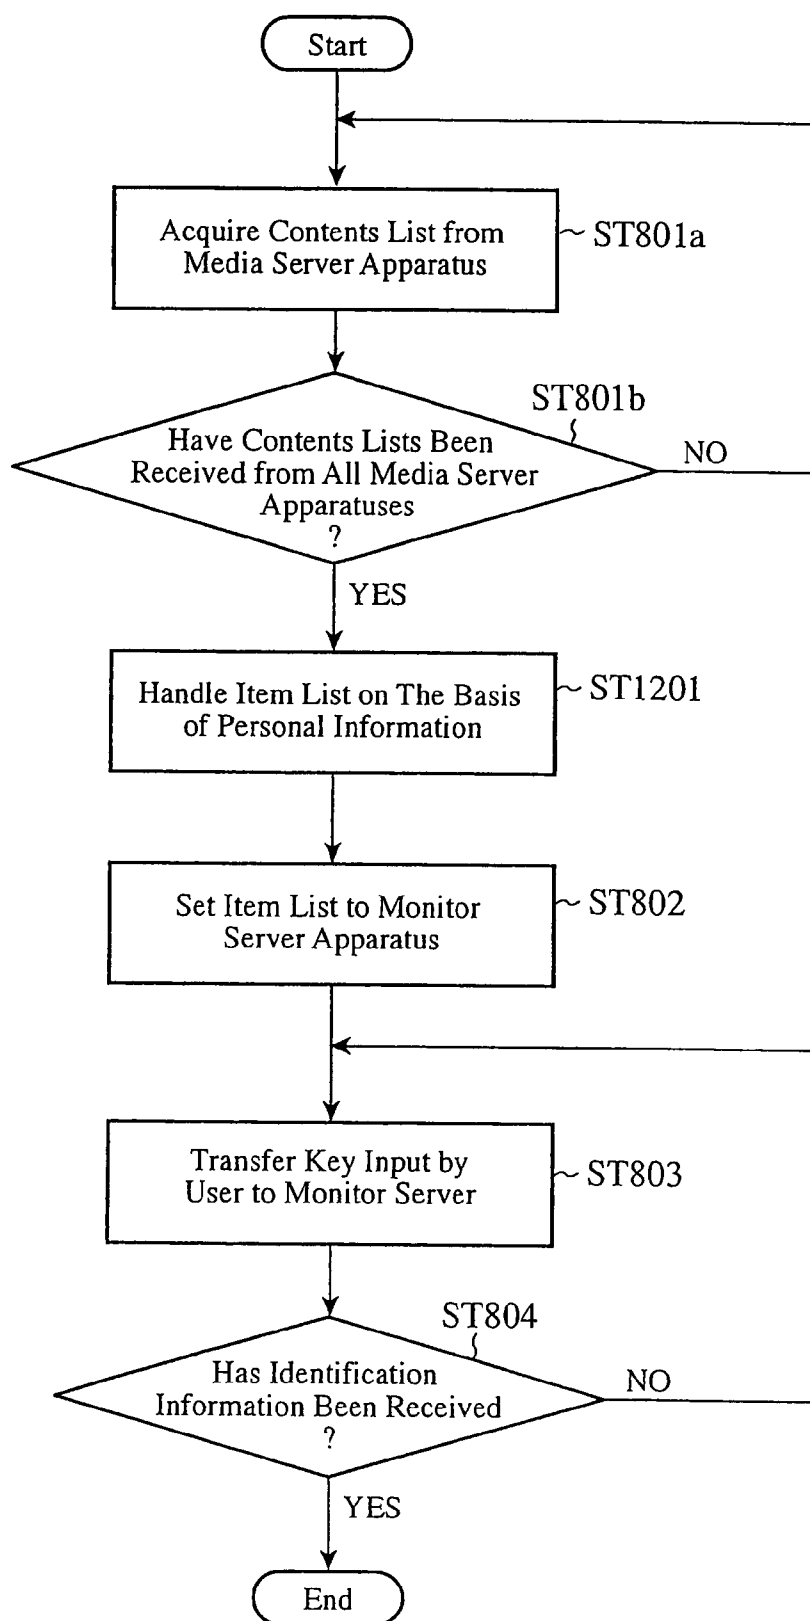 Start
Acquire Contents List from
Media Server Apparatus
ST801a
ST801b
Have Contents Lists Been
Received from All Media Server
Apparatuses
?
NO
YES
Handle Item List on The Basis
of Personal Information
ST1201
Set Item List to Monitor
Server Apparatus
ST802
Transfer Key Input by
User to Monitor Server
ST803
ST804
Has Identification
Information Been Received
?
NO
YES
End